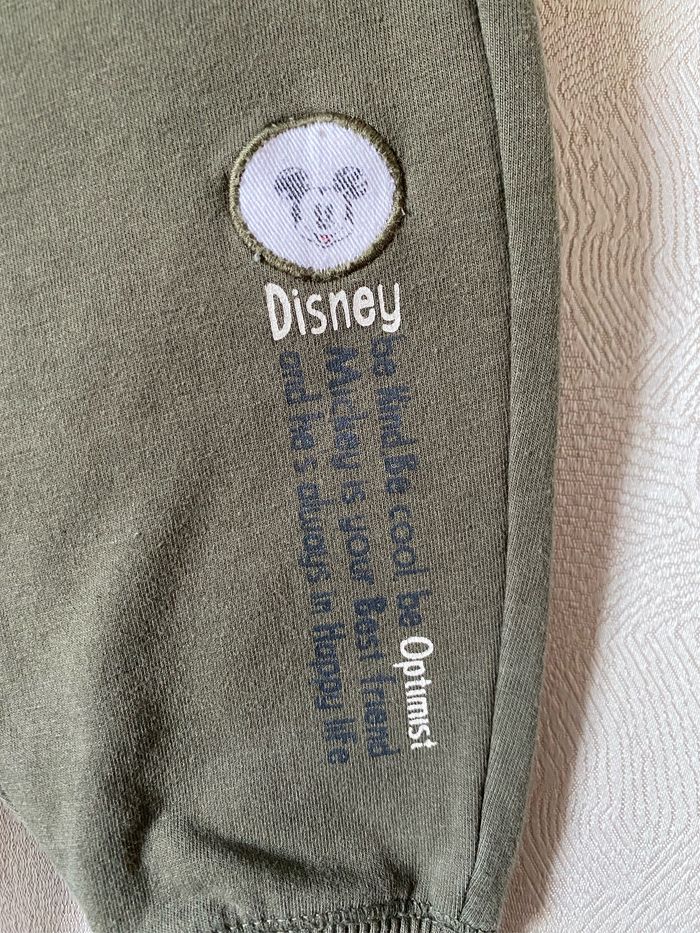 Disney
be kind Be cool be Optimist
Mickey is your Best friend
and he's always in Happy life